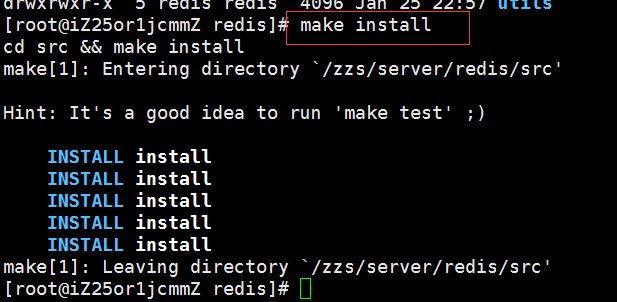 drwxrwxr-x  5 redis redis  4096 Jan 25 22:57 utils
[root@iZ25or1jcmmZ redis]# make install
cd src && make install
make[1]: Entering directory `/zzs/server/redis/src'
Hint: It's a good idea to run 'make test' ;)
    INSTALL install
    INSTALL install
    INSTALL install
    INSTALL install
    INSTALL install
make[1]: Leaving directory `/zzs/server/redis/src'
[root@iZ25or1jcmmZ redis]#